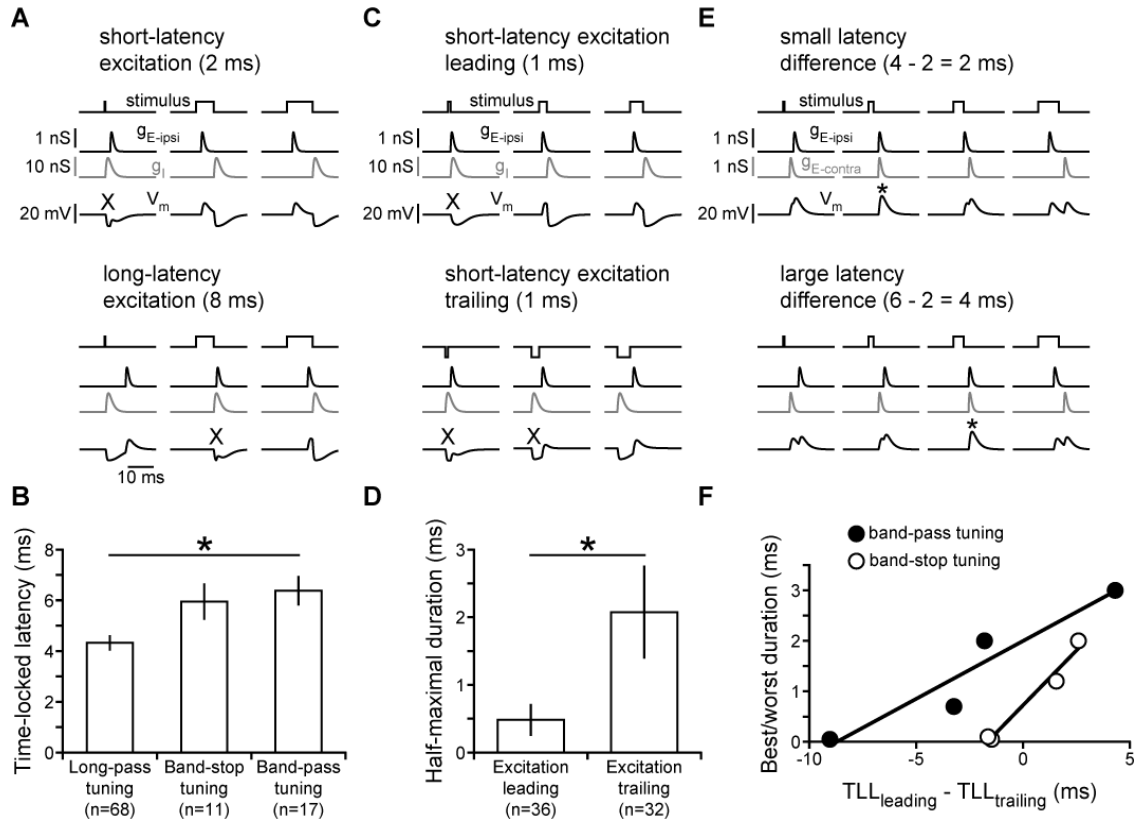 A
short-latency
excitation (2 ms)
stimulus
1 nS
gE-ipsi
10 nS
gI
X
20 mV
Vm
long-latency
excitation (8 ms)
X
10 ms
B
Time-locked latency (ms)
8
6
4
2
0
*
Long-pass tuning (n=68)
Band-stop tuning (n=11)
Band-pass tuning (n=17)
C
short-latency excitation
leading (1 ms)
stimulus
1 nS
gE-ipsi
10 nS
gI
X
20 mV
Vm
short-latency excitation
trailing (1 ms)
X
X
D
Half-maximal duration (ms)
3
2
1
0
*
Excitation leading (n=36)
Excitation trailing (n=32)
E
small latency
difference (4 - 2 = 2 ms)
stimulus
1 nS
gE-ipsi
1 nS
gE-contra
*
20 mV
Vm
large latency
difference (6 - 2 = 4 ms)
*
F
band-pass tuning
band-stop tuning
Best/worst duration (ms)
3
2
1
0
-10
-5
0
5
TLLleading - TLLtrailing (ms)